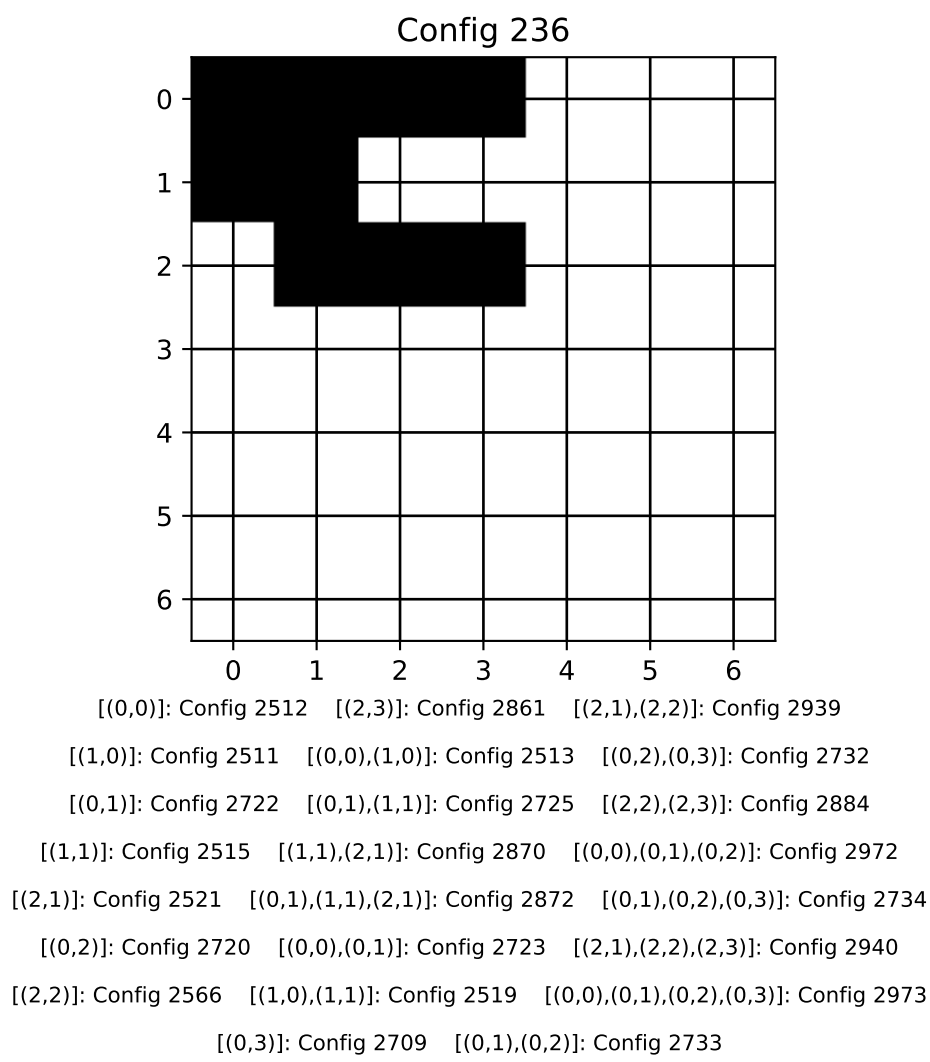 Config 236
0
1
2
3
4
5
6
0 1 2 3 4 5 6
[(0,0)]: Config 2512 [(2,3)]: Config 2861 [(2,1),(2,2)]: Config 2939
[(1,0)]: Config 2511 [(0,0),(1,0)]: Config 2513 [(0,2),(0,3)]: Config 2732
[(0,1)]: Config 2722 [(0,1),(1,1)]: Config 2725 [(2,2),(2,3)]: Config 2884
[(1,1)]: Config 2515 [(1,1),(2,1)]: Config 2870 [(0,0),(0,1),(0,2)]: Config 2972
[(2,1)]: Config 2521 [(0,1),(1,1),(2,1)]: Config 2872 [(0,1),(0,2),(0,3)]: Config 2734
[(0,2)]: Config 2720 [(0,0),(0,1)]: Config 2723 [(2,1),(2,2),(2,3)]: Config 2940
[(2,2)]: Config 2566 [(1,0),(1,1)]: Config 2519 [(0,0),(0,1),(0,2),(0,3)]: Config 2973
[(0,3)]: Config 2709 [(0,1),(0,2)]: Config 2733